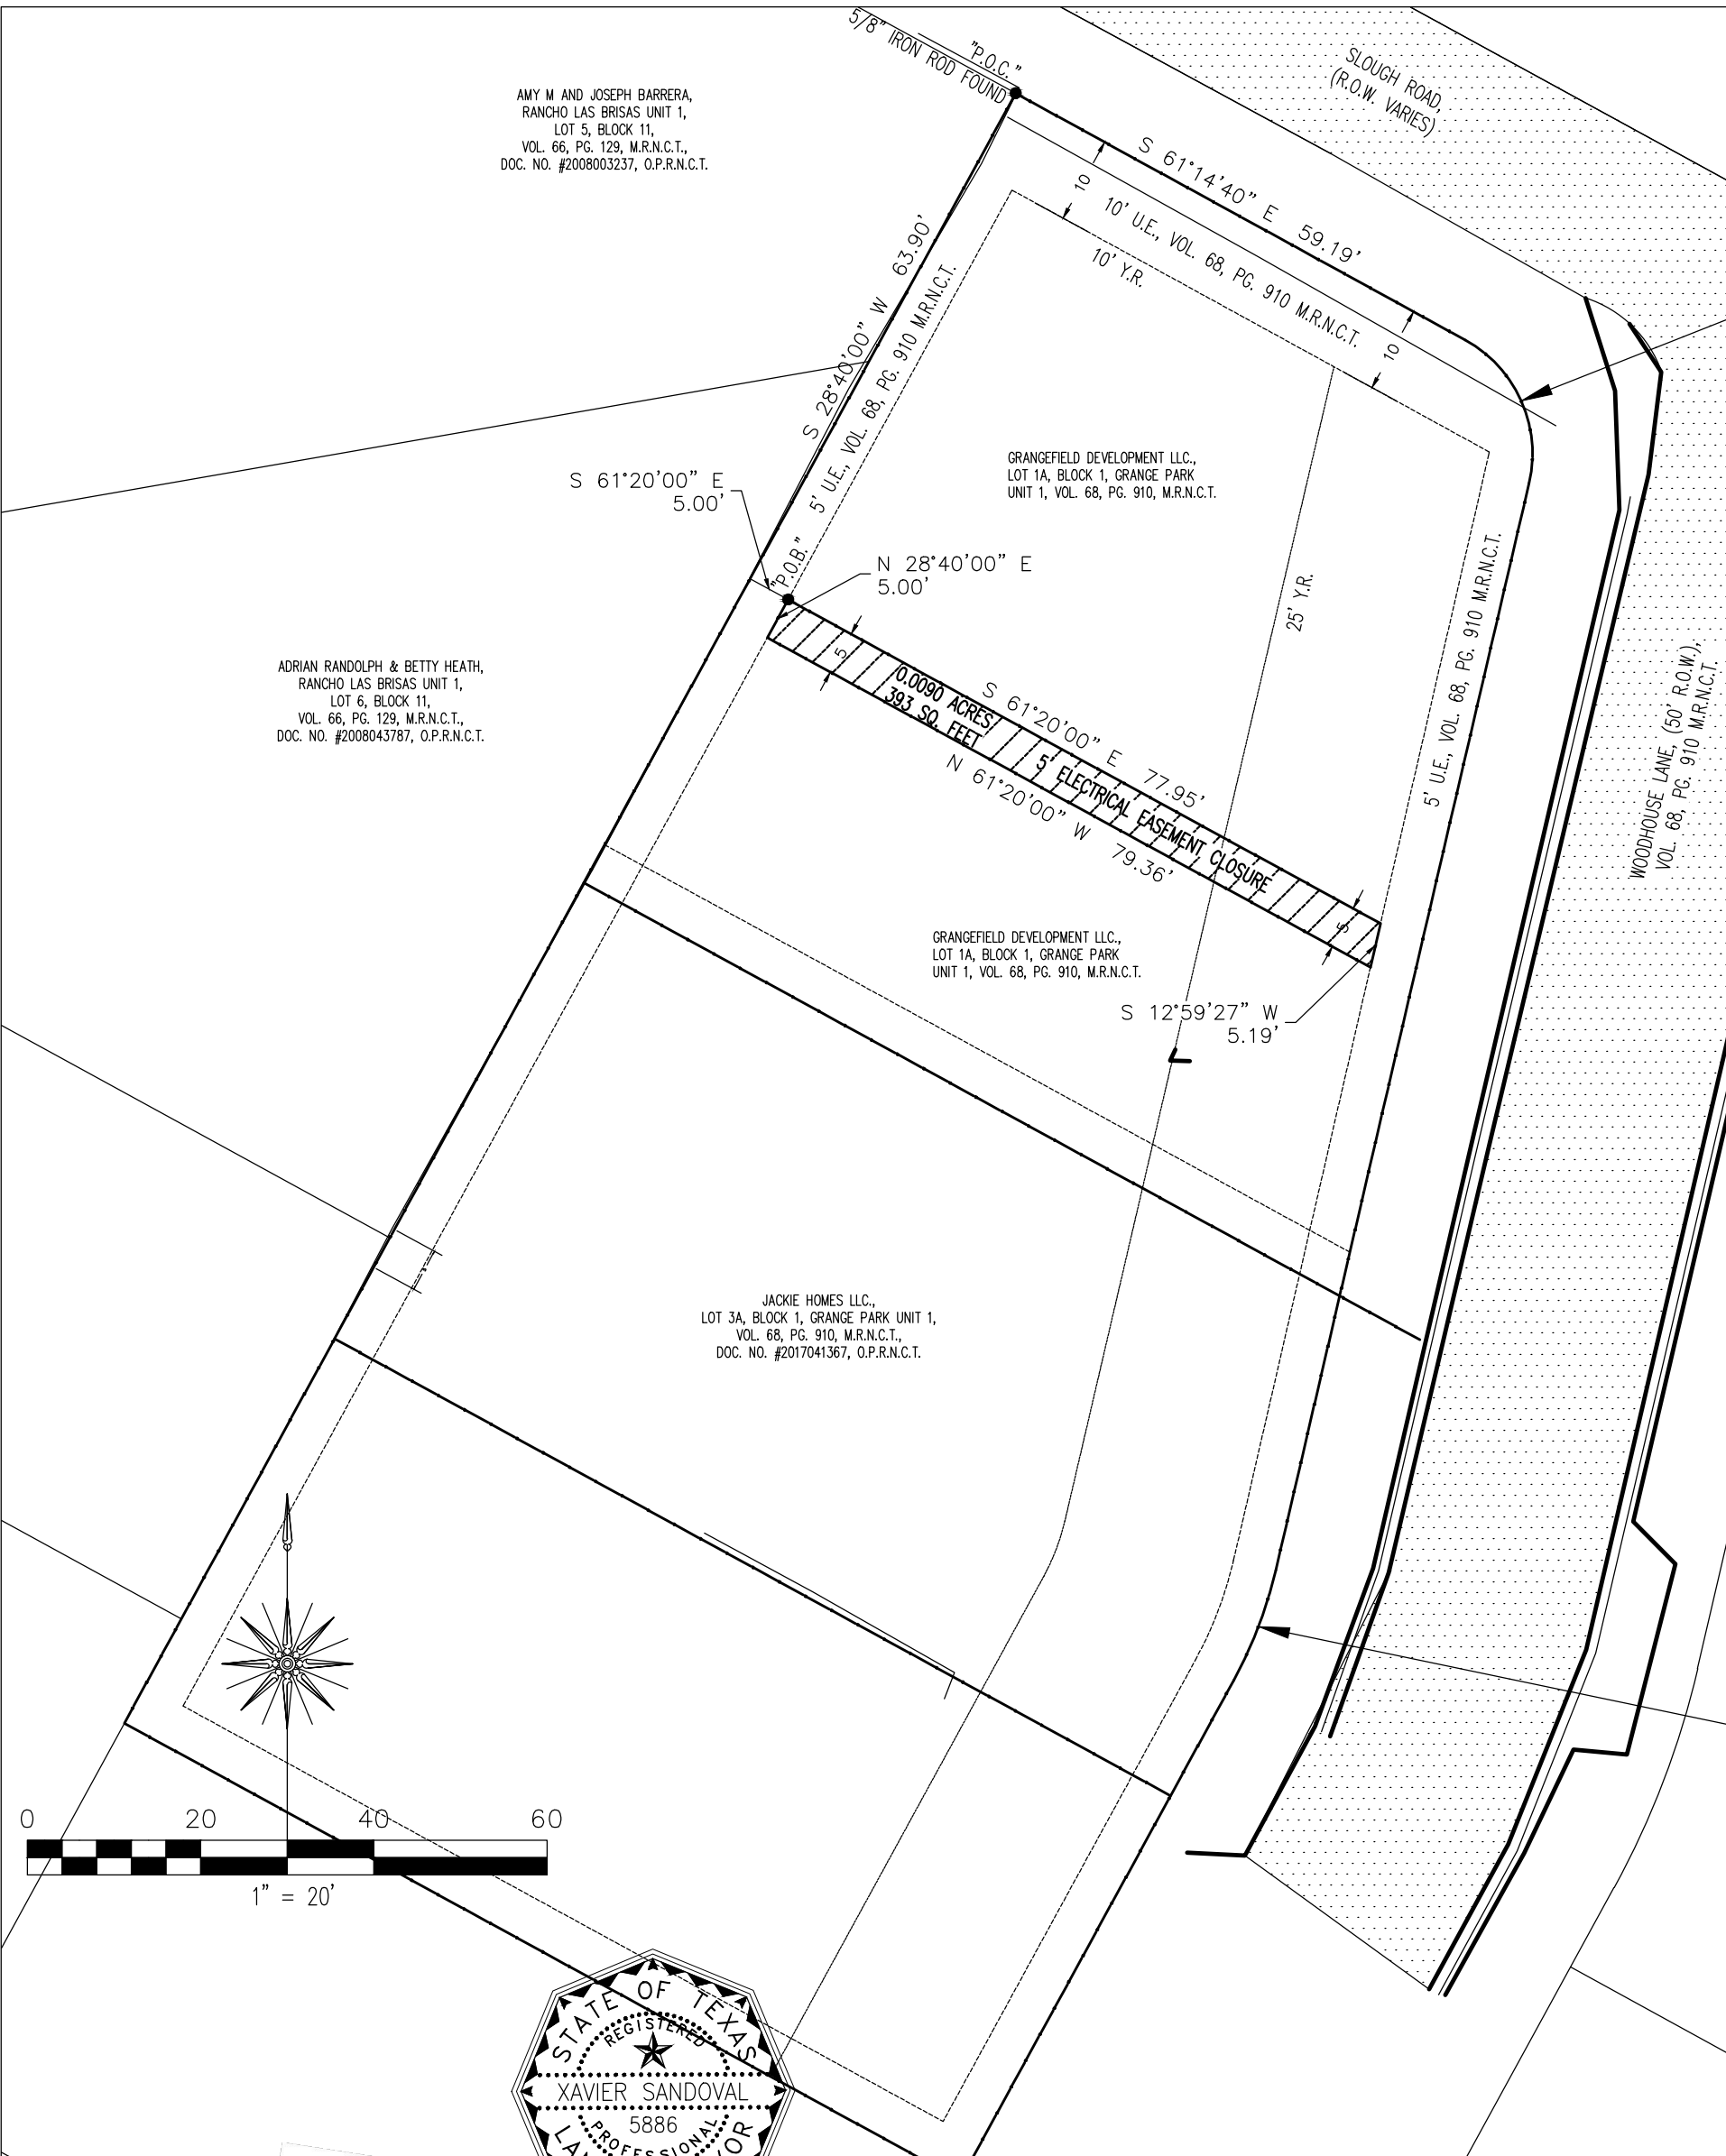 5/8" IRON ROD FOUND
"P.O.C."
SLOUGH ROAD,
(R.O.W. VARIES)
AMY M AND JOSEPH BARRERA,
RANCHO LAS BRISAS UNIT 1,
LOT 5, BLOCK 11,
VOL. 66, PG. 129, M.R.N.C.T.,
DOC. NO. #2008003237, O.P.R.N.C.T.
S 61°14'40" E 59.19'
10
10' U.E., VOL. 68, PG. 910 M.R.N.C.T.
10
10' Y.R.
S 28°40'00" W 63.90'
5' U.E., VOL. 68, PG. 910 M.R.N.C.T.
GRANGEFIELD DEVELOPMENT LLC.,
LOT 1A, BLOCK 1, GRANGE PARK
UNIT 1, VOL. 68, PG. 910, M.R.N.C.T.
S 61°20'00" E
5.00'
"P.O.B."
N 28°40'00" E
5.00'
25' Y.R.
5' U.E., VOL. 68, PG. 910 M.R.N.C.T.
WOODHOUSE LANE, (50' R.O.W.),
VOL. 68, PG. 910 M.R.N.C.T.
ADRIAN RANDOLPH & BETTY HEATH,
RANCHO LAS BRISAS UNIT 1,
LOT 6, BLOCK 11,
VOL. 66, PG. 129, M.R.N.C.T.,
DOC. NO. #2008043787, O.P.R.N.C.T.
5
0.0090 ACRES
393 SQ. FEET
S 61°20'00" E 77.95'
5' ELECTRICAL EASEMENT CLOSURE
N 61°20'00" W 79.36'
5
GRANGEFIELD DEVELOPMENT LLC.,
LOT 1A, BLOCK 1, GRANGE PARK
UNIT 1, VOL. 68, PG. 910, M.R.N.C.T.
S 12°59'27" W
5.19'
JACKIE HOMES LLC.,
LOT 3A, BLOCK 1, GRANGE PARK UNIT 1,
VOL. 68, PG. 910, M.R.N.C.T.,
DOC. NO. #2017041367, O.P.R.N.C.T.
0 20 40 60
1" = 20'
STATE OF TEXAS
REGISTERED
XAVIER SANDOVAL
5886
PROFESSIONAL